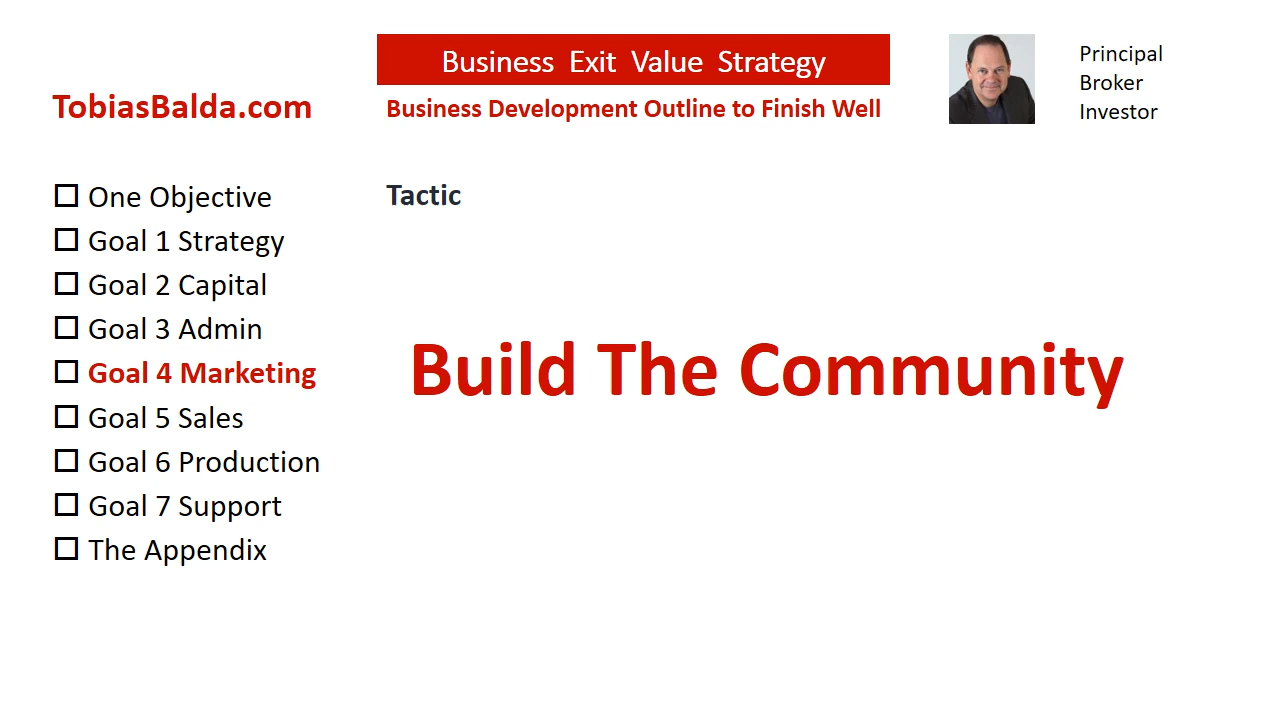 Business Exit Value Strategy
TobiasBalda.com
Business Development Outline to Finish Well
Principal
Broker
Investor
One Objective
Goal 1 Strategy
Goal 2 Capital
Goal 3 Admin
Goal 4 Marketing
Goal 5 Sales
Goal 6 Production
Goal 7 Support
The Appendix
Tactic
Build The Community